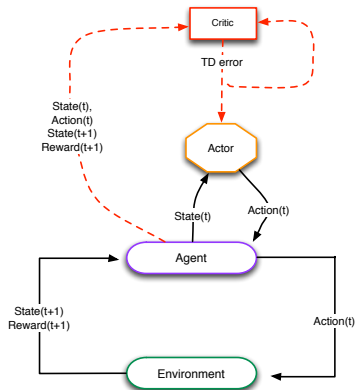 Critic
TD error
State(t),
Action(t)
State(t+1)
Reward(t+1)
Actor
State(t)
Action(t)
Agent
State(t+1)
Reward(t+1)
Action(t)
Environment